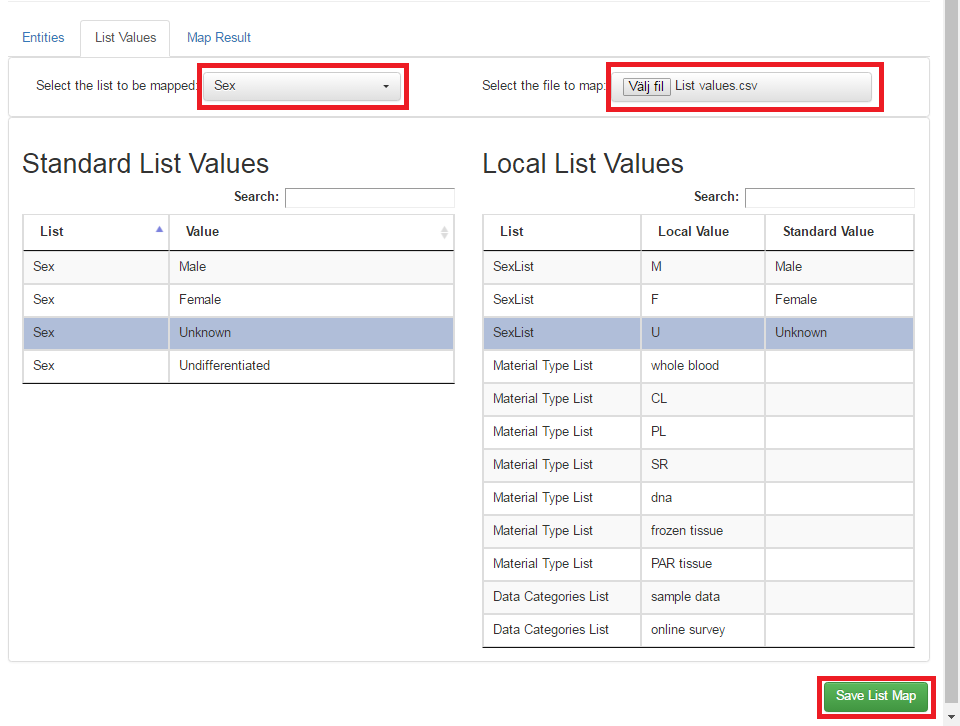 Entities List Values Map Result
Select the list to be mapped: Sex Select the file to map: Välj fil List values.csv
Standard List Values Local List Values
Search: Search:
List Value List Local Value Standard Value
Sex Male SexList M Male
Sex Female SexList F Female
Sex Unknown SexList U Unknown
Sex Undifferentiated Material Type List whole blood
Material Type List CL
Material Type List PL
Material Type List SR
Material Type List dna
Material Type List frozen tissue
Material Type List PAR tissue
Data Categories List sample data
Data Categories List online survey
Save List Map